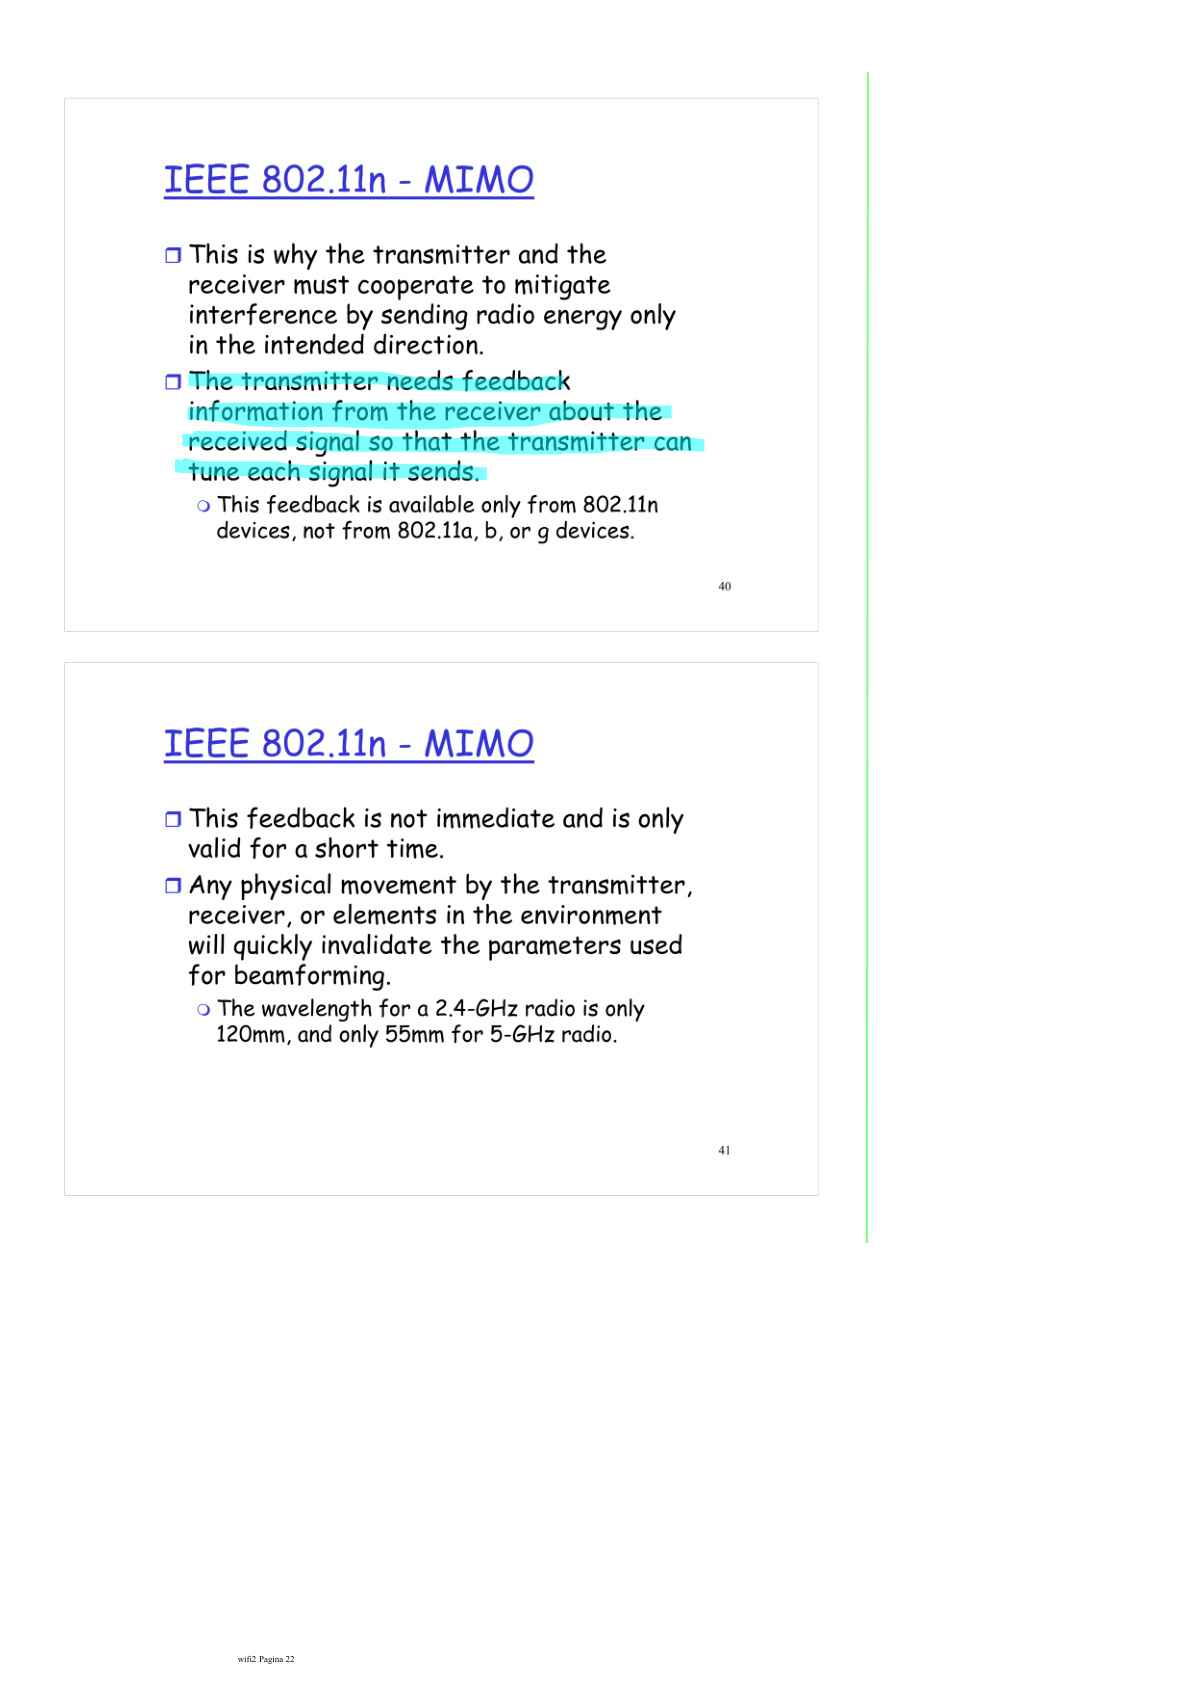 IEEE 802.11n - MIMO
This is why the transmitter and the
receiver must cooperate to mitigate
interference by sending radio energy only
in the intended direction.
The transmitter needs feedback
information from the receiver about the
received signal so that the transmitter can
tune each signal it sends.
This feedback is available only from 802.11n
devices, not from 802.11a, b, or g devices.
40
IEEE 802.11n - MIMO
This feedback is not immediate and is only
valid for a short time.
Any physical movement by the transmitter,
receiver, or elements in the environment
will quickly invalidate the parameters used
for beamforming.
The wavelength for a 2.4-GHz radio is only
120mm, and only 55mm for 5-GHz radio.
41
wifi2 Pagina 22